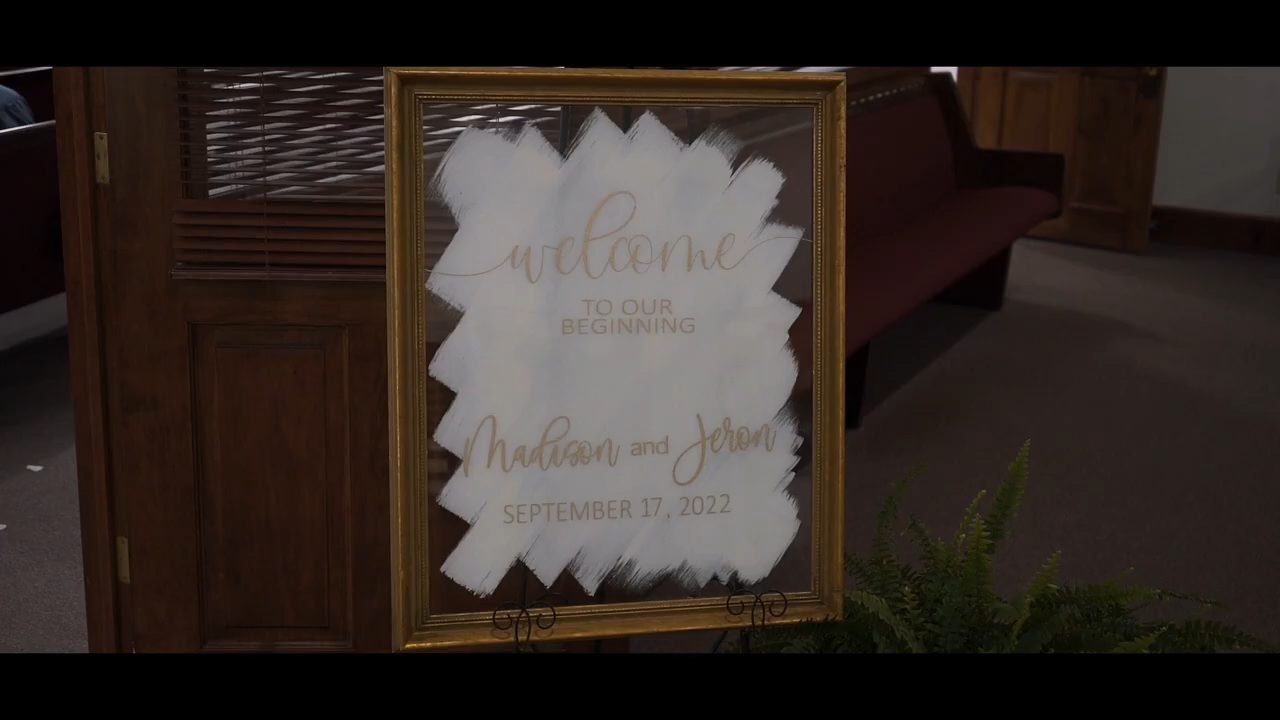 welcome
TO OUR
BEGINNING
Madison and Jeron
SEPTEMBER 17, 2022